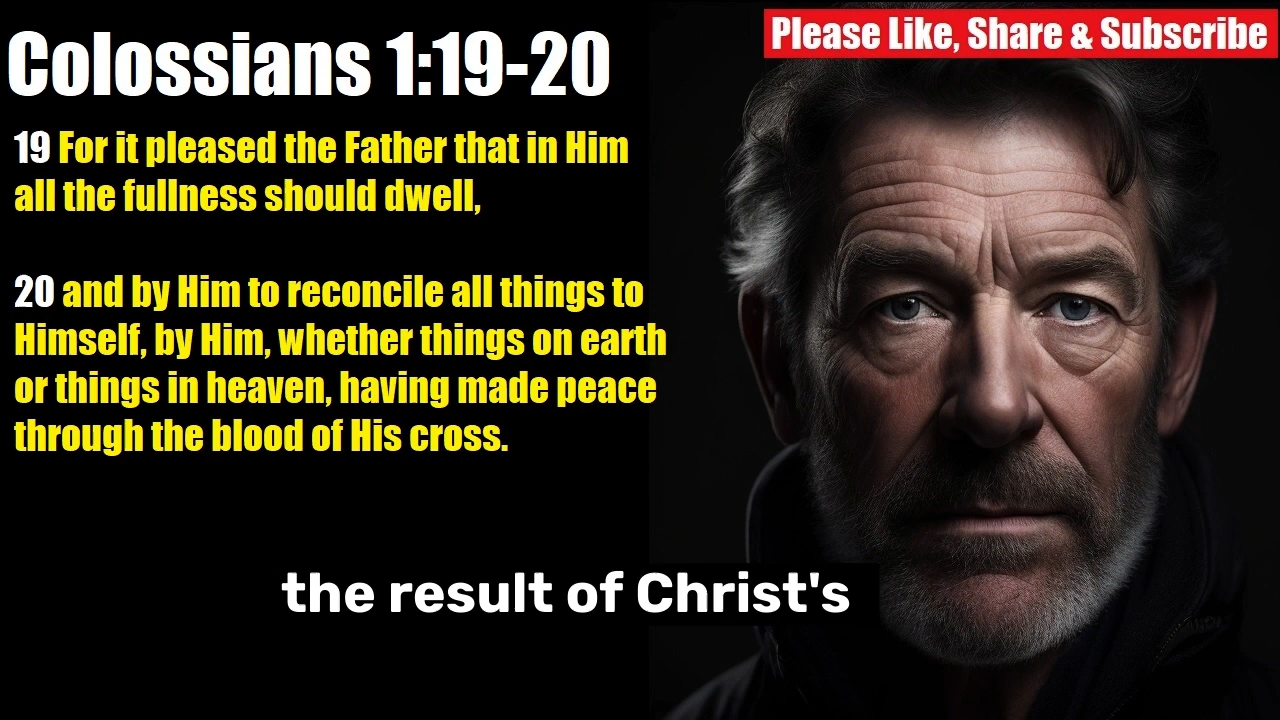 Please Like, Share & Subscribe
Colossians 1:19-20
19 For it pleased the Father that in Him
all the fullness should dwell,
20 and by Him to reconcile all things to
Himself, by Him, whether things on earth
or things in heaven, having made peace
through the blood of His cross.
the result of Christ's